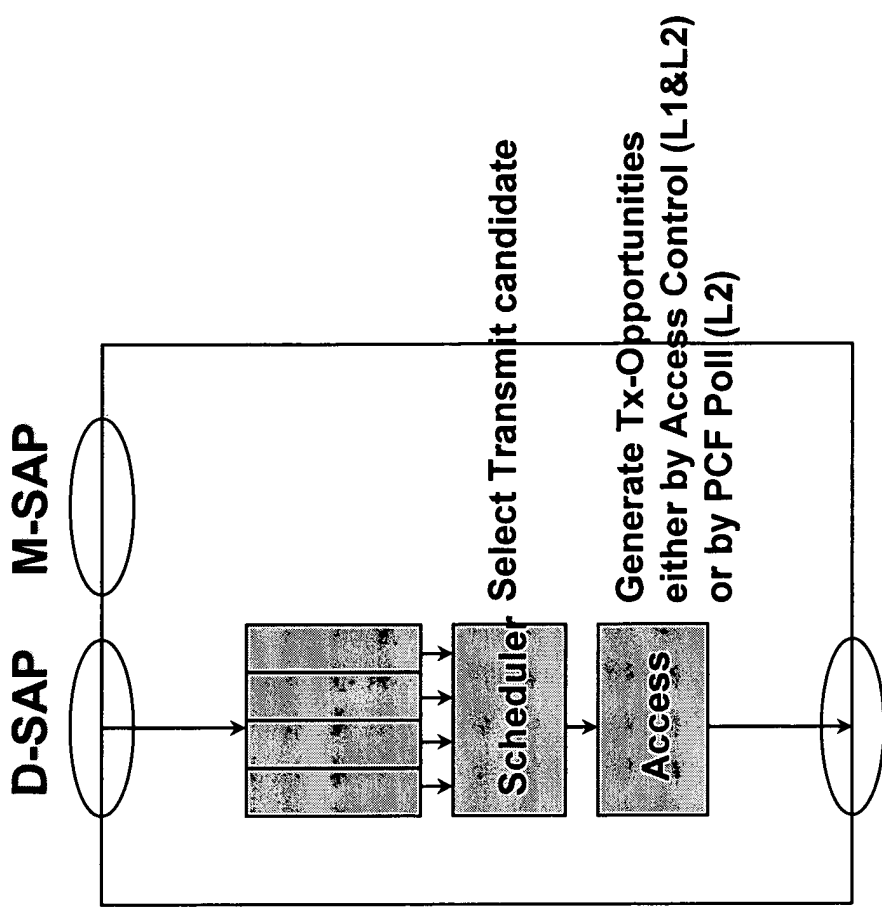 D-SAP
M-SAP
Scheduler
Select Transmit candidate
Access
Generate Tx-Opportunities
either by Access Control (L1&L2)
or by PCF Poll (L2)